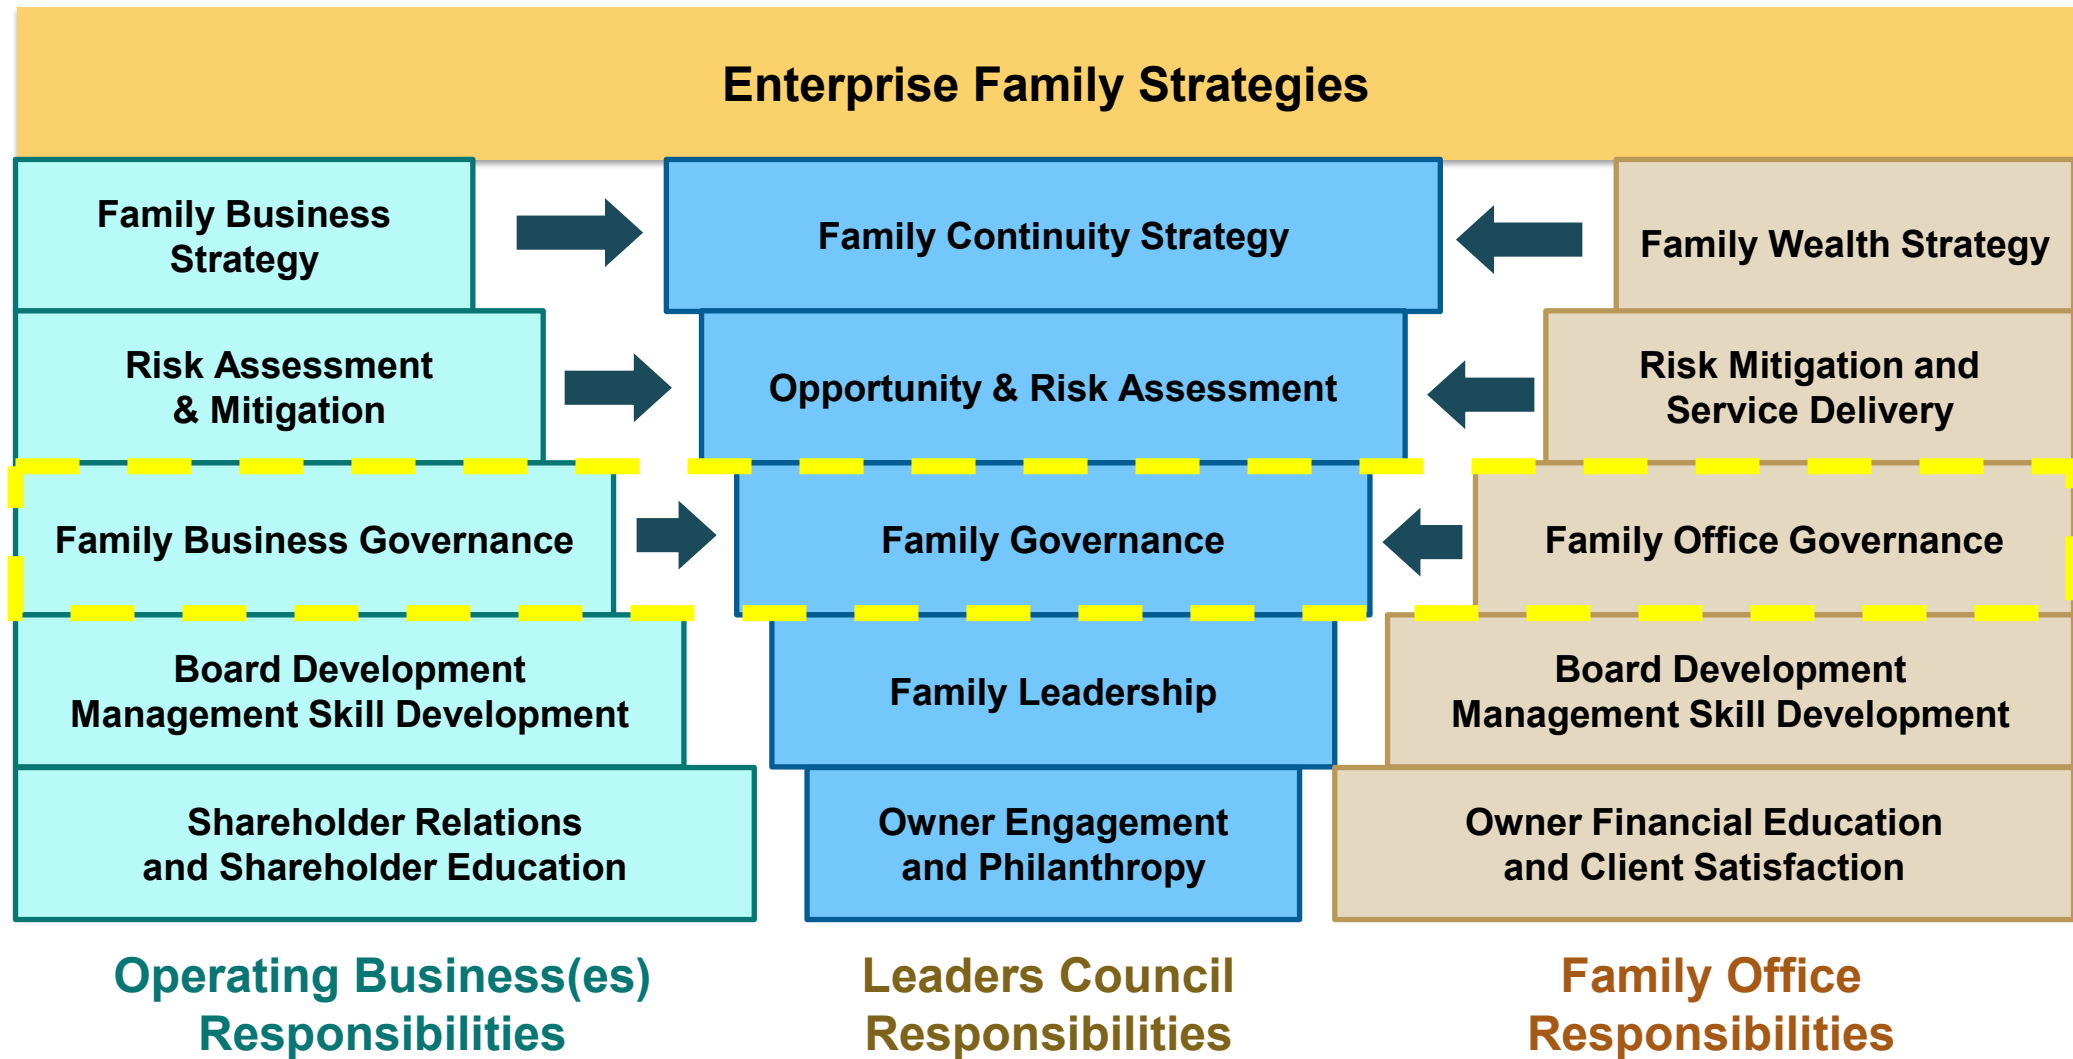 Enterprise Family Strategies
Family Business
Strategy
Family Continuity Strategy
Family Wealth Strategy
Risk Assessment
& Mitigation
Opportunity & Risk Assessment
Risk Mitigation and
Service Delivery
Family Business Governance
Family Governance
Family Office Governance
Board Development
Management Skill Development
Family Leadership
Board Development
Management Skill Development
Shareholder Relations
and Shareholder Education
Owner Engagement
and Philanthropy
Owner Financial Education
and Client Satisfaction
Operating Business(es)
Responsibilities
Leaders Council
Responsibilities
Family Office
Responsibilities